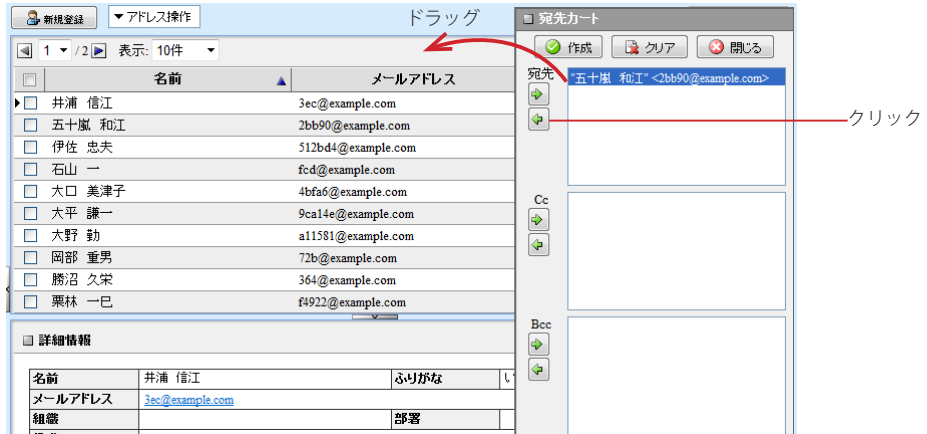 新規登録 ▼アドレス操作
ドラッグ
1 / 2 表示: 10件
名前 メールアドレス
井浦 信江 3ec@example.com
五十嵐 和江 2bb90@example.com
伊佐 忠夫 512bd4@example.com
石山 一 fcd@example.com
大口 美津子 4bfa6@example.com
大平 謙一 9ca14e@example.com
大野 勤 a11581@example.com
岡部 重男 72b@example.com
勝沼 久栄 364@example.com
栗林 一巳 f4922@example.com
詳細情報
名前 井浦 信江 ふりがな
メールアドレス 3ec@example.com
組織 部署
宛先カート
作成 クリア 閉じる
宛先 "五十嵐 和江" <2bb90@example.com>
クリック
Cc
Bcc